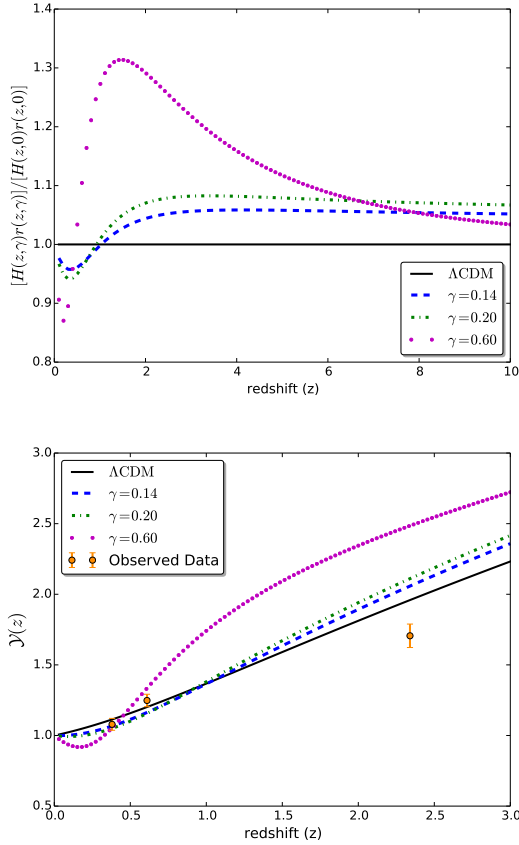 1.4
1.3
1.2
1.1
1.0
0.9
0.8
[H(z,γ)r(z,γ)]/[H(z,0)r(z,0)]
ΛCDM
γ=0.14
γ=0.20
γ=0.60
0 2 4 6 8 10
redshift (z)
3.0
2.5
2.0
1.5
1.0
0.5
𝒴(z)
ΛCDM
γ=0.14
γ=0.20
γ=0.60
Observed Data
0.0 0.5 1.0 1.5 2.0 2.5 3.0
redshift (z)